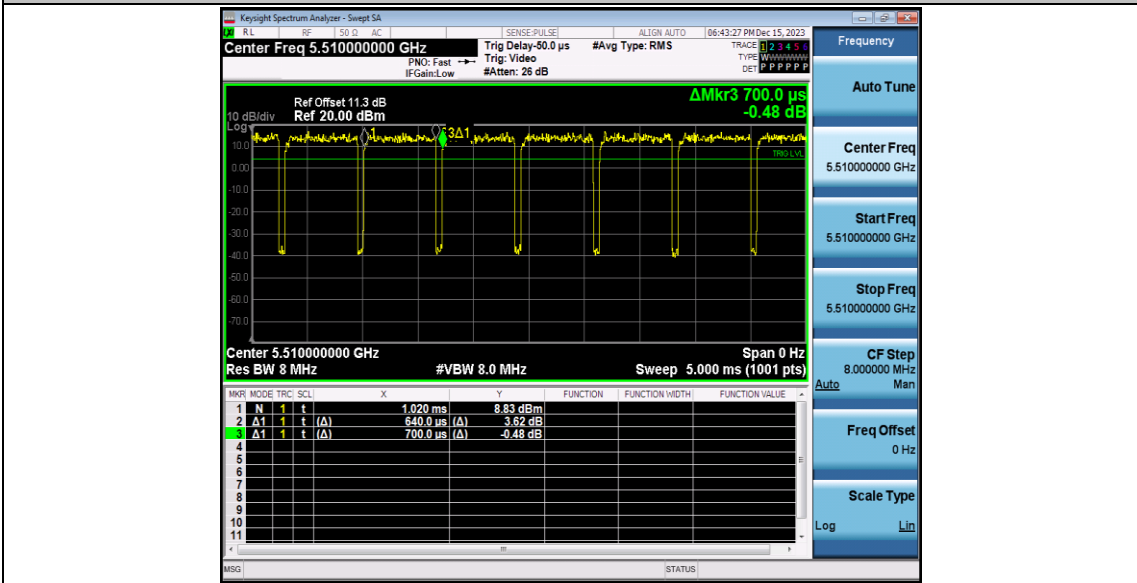 Keysight Spectrum Analyzer - Swept SA
RL RF 50 Ω AC SENSE:PULSE ALIGN AUTO 06:43:27 PM Dec 15, 2023
Center Freq 5.510000000 GHz
PNO: Fast
IFGain:Low
Trig Delay-50.0 µs
Trig: Video
#Atten: 26 dB
#Avg Type: RMS
TRACE 1 2 3 4 5 6
TYPE WWWWWW
DET P P P P P P
ΔMkr3 700.0 µs
-0.48 dB
Ref Offset 11.3 dB
10 dB/div Ref 20.00 dBm
Log
1
3Δ1
TRIG LVL
10.0
0.00
-10.0
-20.0
-30.0
-40.0
-50.0
-60.0
-70.0
Center 5.510000000 GHz Span 0 Hz
Res BW 8 MHz #VBW 8.0 MHz Sweep 5.000 ms (1001 pts)
MKR MODE TRC SCL X Y FUNCTION FUNCTION WIDTH FUNCTION VALUE
1 N 1 t 1.020 ms 8.83 dBm
2 Δ1 1 t (Δ) 640.0 µs (Δ) 3.62 dB
3 Δ1 1 t (Δ) 700.0 µs (Δ) -0.48 dB
4
5
6
7
8
9
10
11
MSG STATUS
Frequency
Auto Tune
Center Freq
5.510000000 GHz
Start Freq
5.510000000 GHz
Stop Freq
5.510000000 GHz
CF Step
8.000000 MHz
Auto Man
Freq Offset
0 Hz
Scale Type
Log Lin